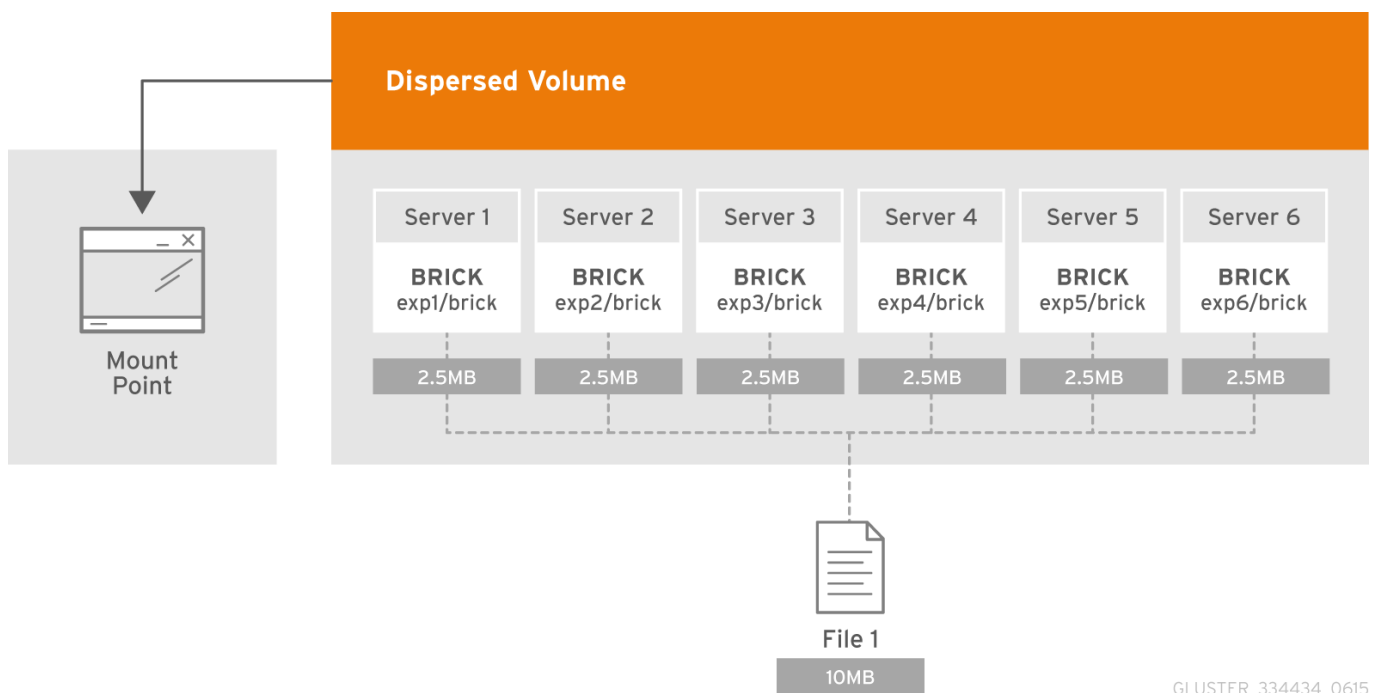 Dispersed Volume
Server 1
Server 2
Server 3
Server 4
Server 5
Server 6
BRICK
exp1/brick
BRICK
exp2/brick
BRICK
exp3/brick
BRICK
exp4/brick
BRICK
exp5/brick
BRICK
exp6/brick
Mount
Point
2.5MB
2.5MB
2.5MB
2.5MB
2.5MB
2.5MB
File 1
10MB
GLUSTER_334434_0615